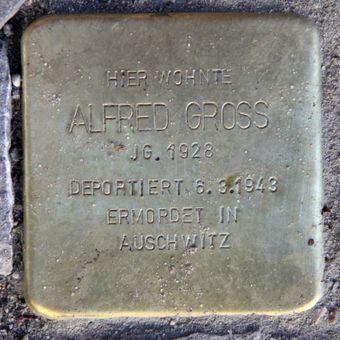 HIER WOHNTE
ALFRED GROSS
JG. 1928
DEPORTIERT 6.3.1943
ERMORDET IN
AUSCHWITZ